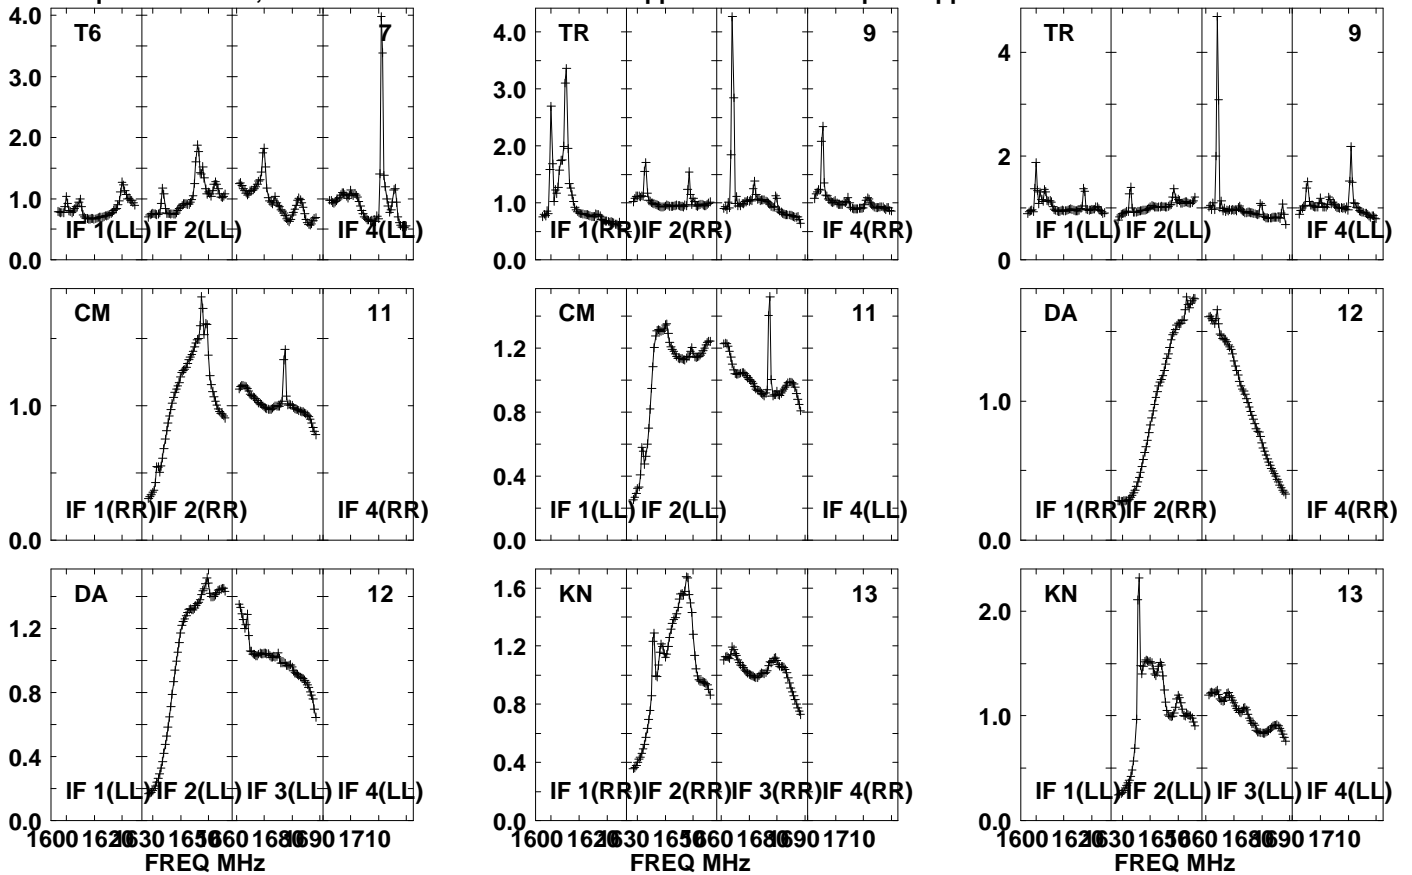 T6 7
4.0
3.0
2.0
1.0
0.0
IF 1(LL) IF 2(LL) IF 4(LL)
TR 9
4.0
3.0
2.0
1.0
0.0
IF 1(RR) IF 2(RR) IF 4(RR)
TR 9
4
2
0
IF 1(LL) IF 2(LL) IF 4(LL)
CM 11
1.0
0.0
IF 1(RR) IF 2(RR) IF 4(RR)
CM 11
1.2
0.8
0.4
0.0
IF 1(LL) IF 2(LL) IF 4(LL)
DA 12
1.0
0.0
IF 1(RR) IF 2(RR) IF 4(RR)
DA 12
1.2
0.8
0.4
0.0
IF 1(LL) IF 2(LL) IF 3(LL) IF 4(LL)
1600 1620 1630 1650 1660 1680 1690 1710
FREQ MHz
KN 13
1.6
1.2
0.8
0.4
0.0
IF 1(RR) IF 2(RR) IF 3(RR) IF 4(RR)
1600 1620 1630 1650 1660 1680 1690 1710
FREQ MHz
KN 13
2.0
1.0
0.0
IF 1(LL) IF 2(LL) IF 3(LL) IF 4(LL)
1600 1620 1630 1650 1660 1680 1690 1710
FREQ MHz